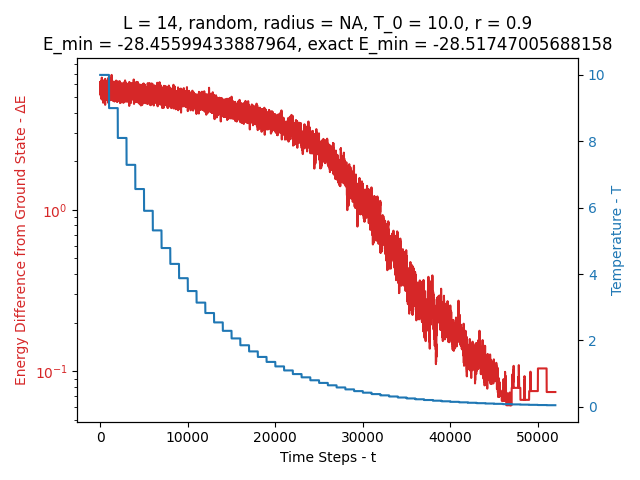 L = 14, random, radius = NA, T_0 = 10.0, r = 0.9
E_min = -28.45599433887964, exact E_min = -28.51747005688158
Energy Difference from Ground State - ΔE
10⁰
10⁻¹
0
10000
20000
30000
40000
50000
Time Steps - t
10
8
6
4
2
0
Temperature - T